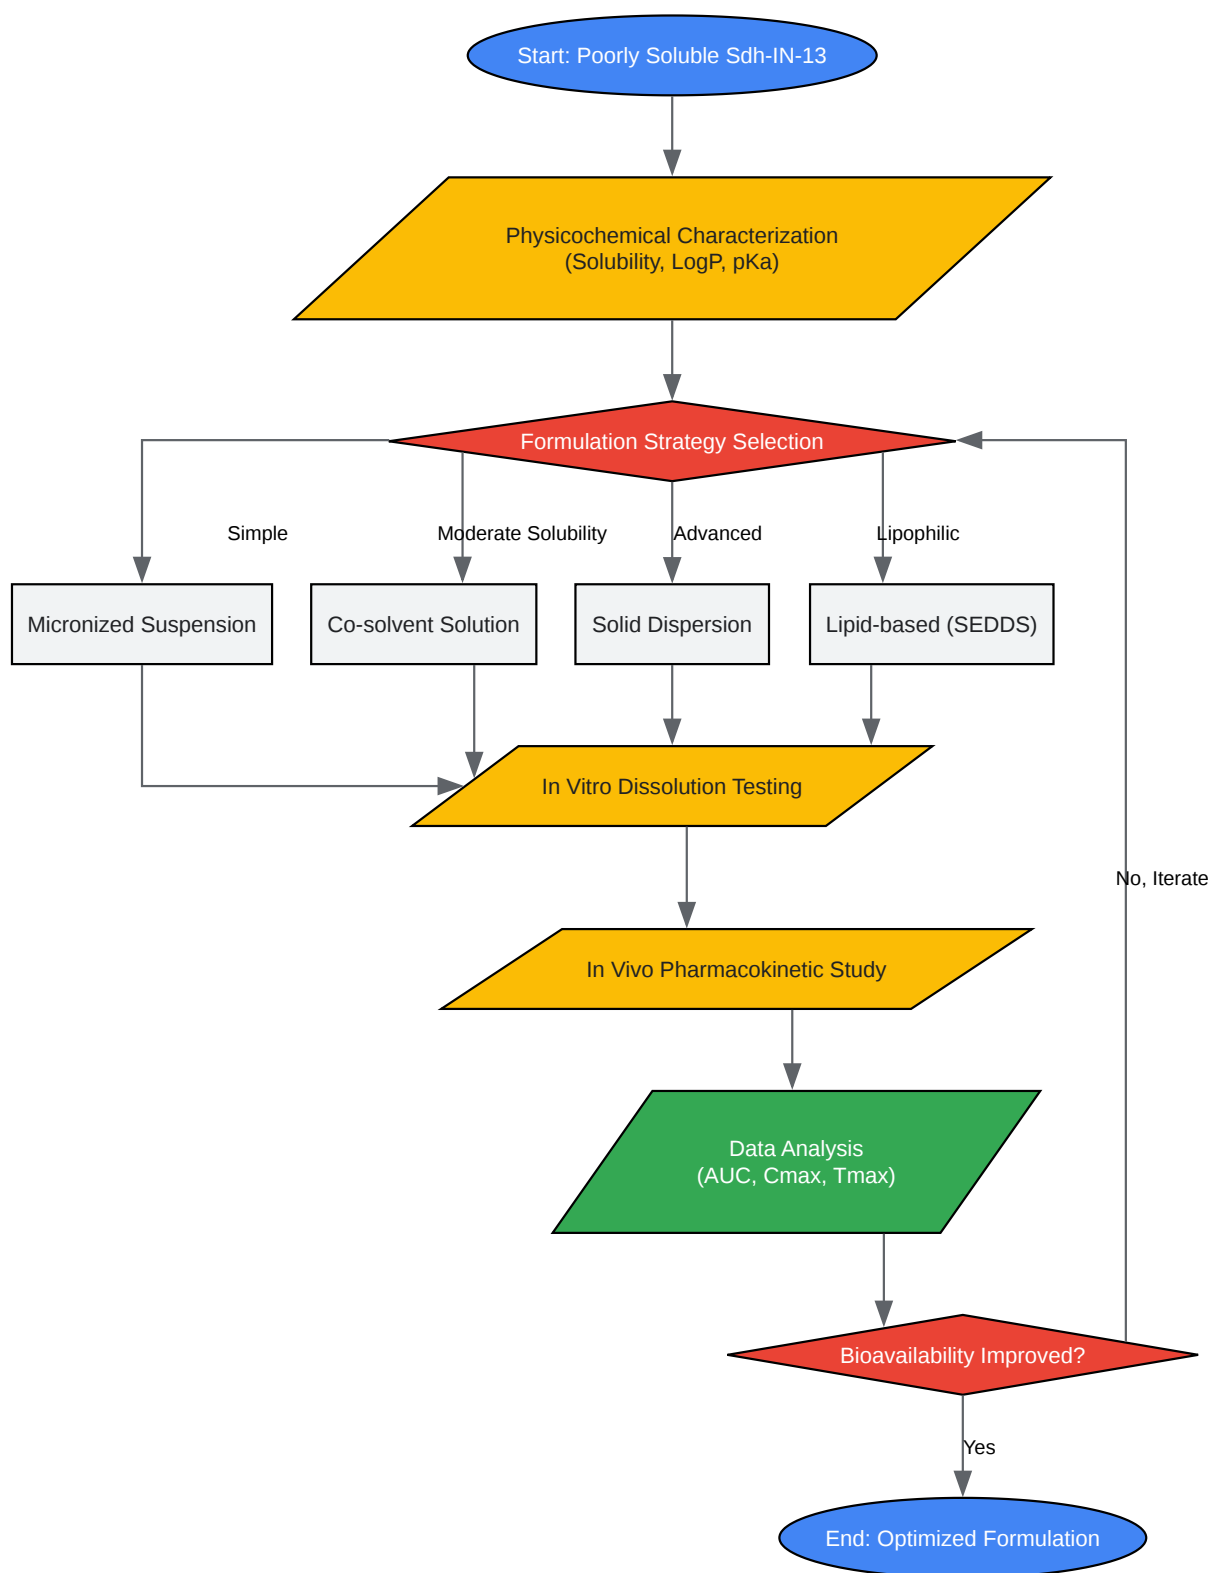 Start: Poorly Soluble Sdh-IN-13
Physicochemical Characterization
(Solubility, LogP, pKa)
Formulation Strategy Selection
Simple
Moderate Solubility
Advanced
Lipophilic
Micronized Suspension
Co-solvent Solution
Solid Dispersion
Lipid-based (SEDDS)
In Vitro Dissolution Testing
No, Iterate
In Vivo Pharmacokinetic Study
Data Analysis
(AUC, Cmax, Tmax)
Bioavailability Improved?
Yes
End: Optimized Formulation